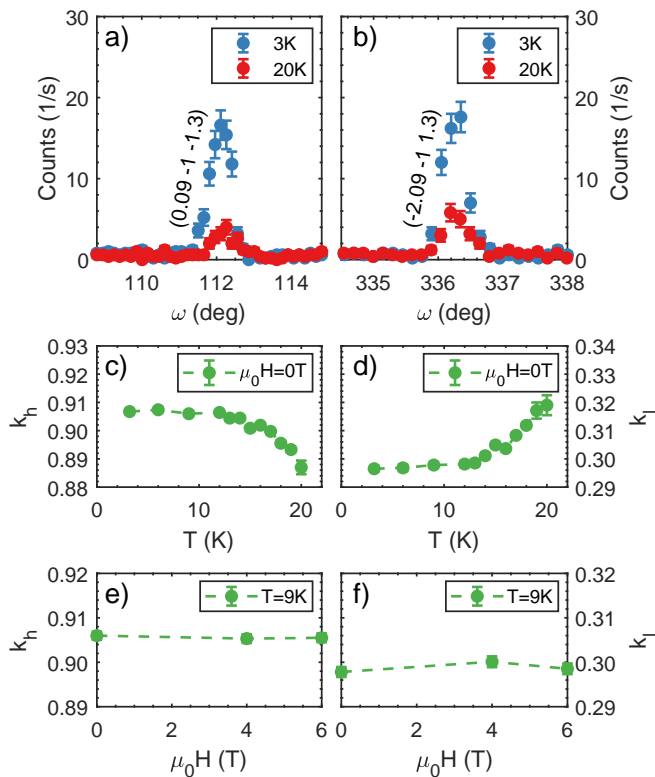 a)
30
20
10
0
Counts (1/s)
3K
20K
(0.09 -1 -1.3)
110 112 114
ω (deg)
b)
30
20
10
0
Counts (1/s)
3K
20K
(-2.09 -1 1.3)
335 336 337 338
ω (deg)
c)
0.93
0.92
0.91
0.90
0.89
0.88
k_h
μ₀H=0T
0 10 20
T (K)
d)
0.34
0.33
0.32
0.31
0.30
0.29
k_l
μ₀H=0T
0 10 20
T (K)
e)
0.92
0.91
0.90
0.89
k_h
T=9K
0 2 4 6
μ₀H (T)
f)
0.32
0.31
0.30
0.29
k_l
T=9K
0 2 4 6
μ₀H (T)